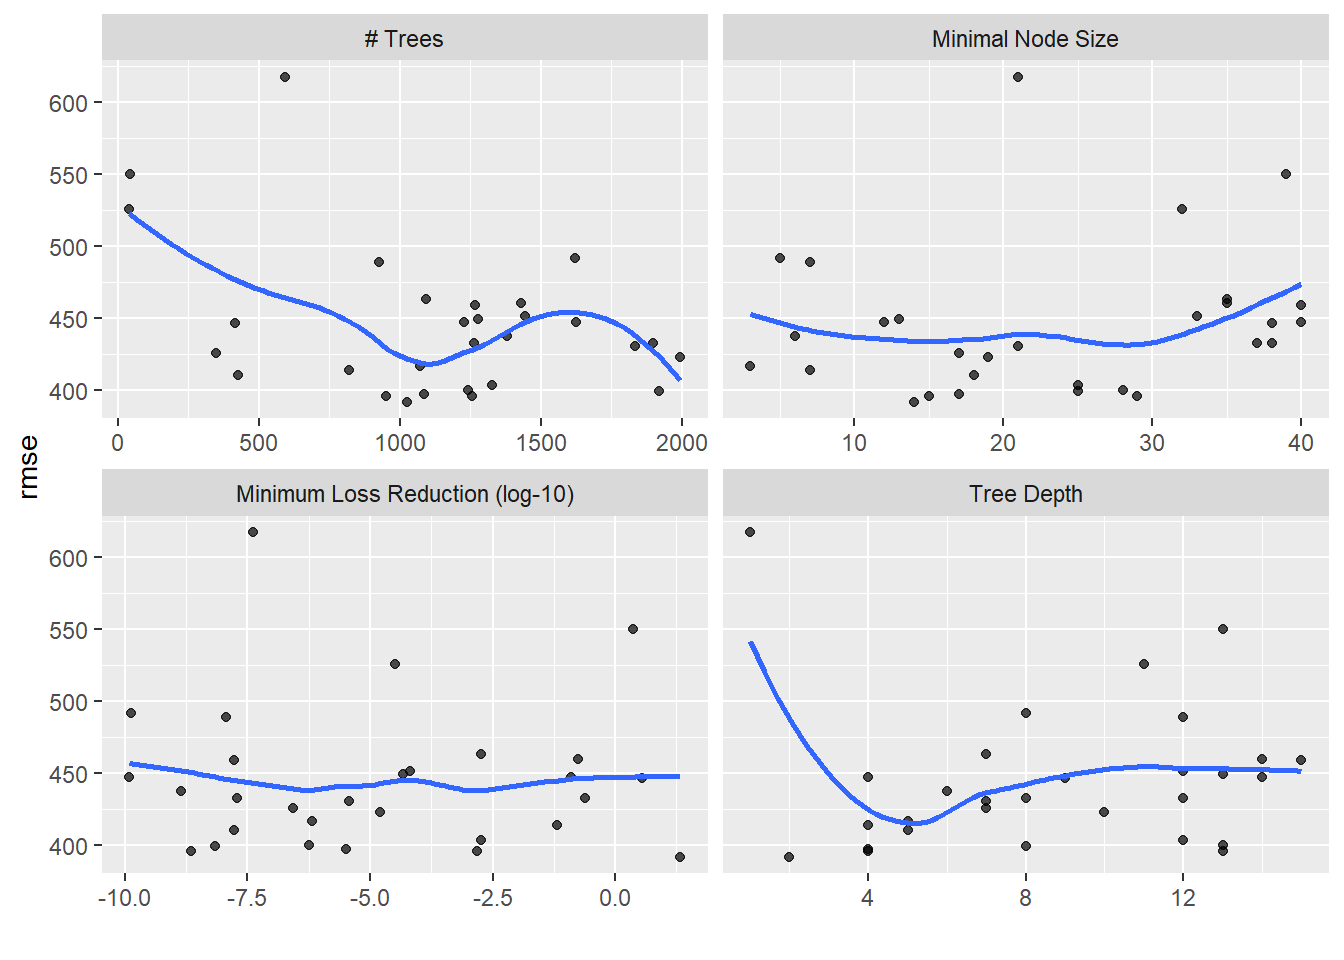 # Trees
Minimal Node Size
600
550
500
450
400
0 500 1000 1500 2000
10 20 30 40
rmse
Minimum Loss Reduction (log-10)
Tree Depth
600
550
500
450
400
-10.0 -7.5 -5.0 -2.5 0.0
4 8 12